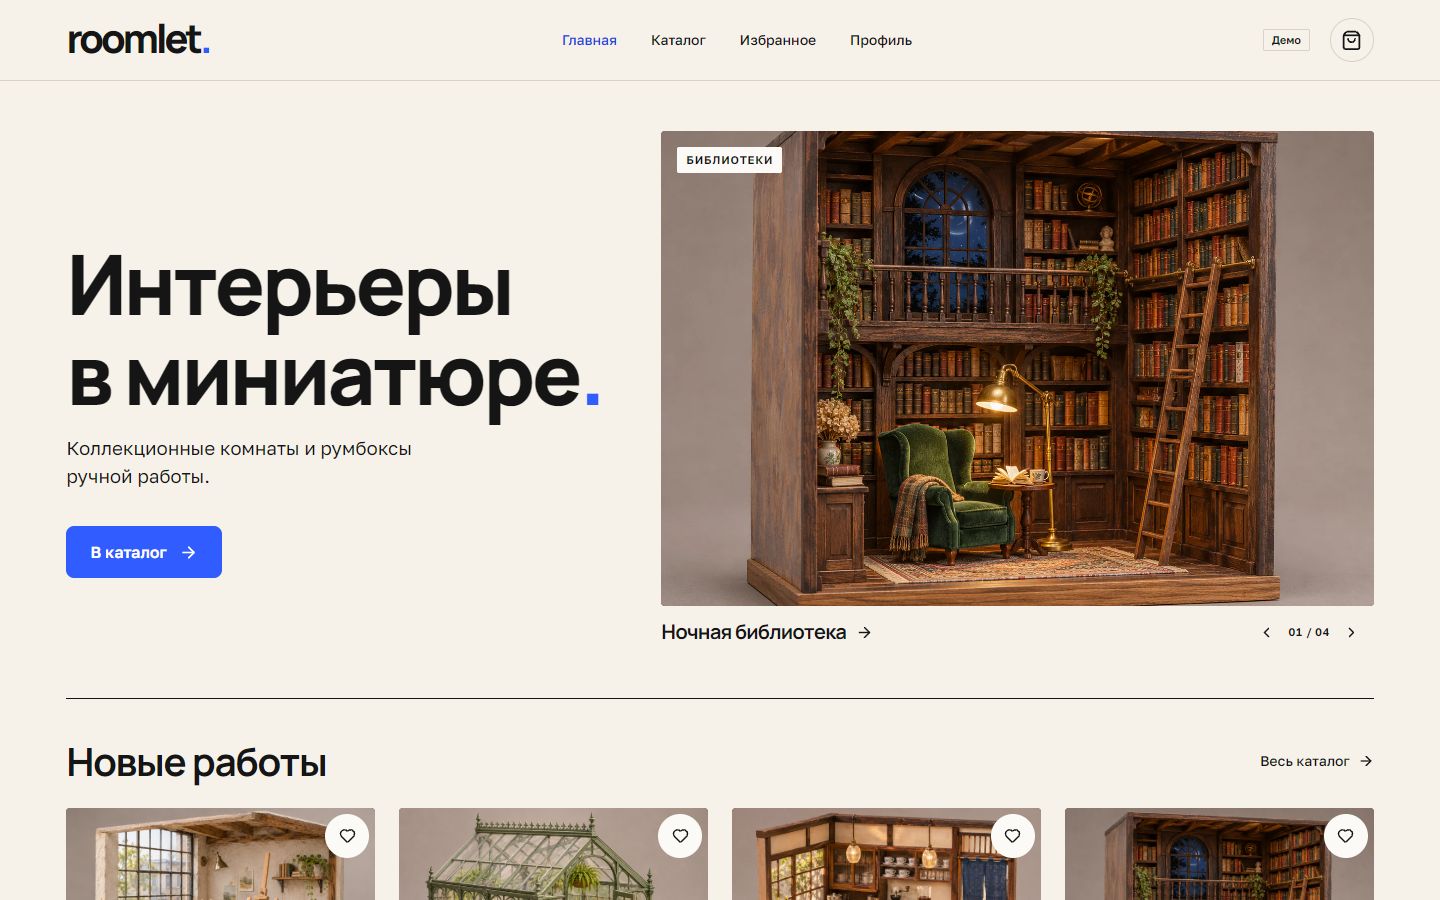 roomlet.
Главная
Каталог
Избранное
Профиль
Демо
БИБЛИОТЕКИ
Интерьеры
в миниатюре.
Коллекционные комнаты и румбоксы
ручной работы.
В каталог
Ночная библиотека
01 / 04
Новые работы
Весь каталог